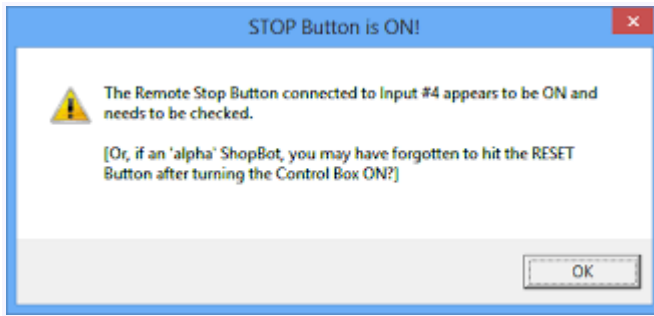 STOP Button is ON!
The Remote Stop Button connected to Input #4 appears to be ON and
needs to be checked.
[Or, if an 'alpha' ShopBot, you may have forgotten to hit the RESET
Button after turning the Control Box ON?]
OK